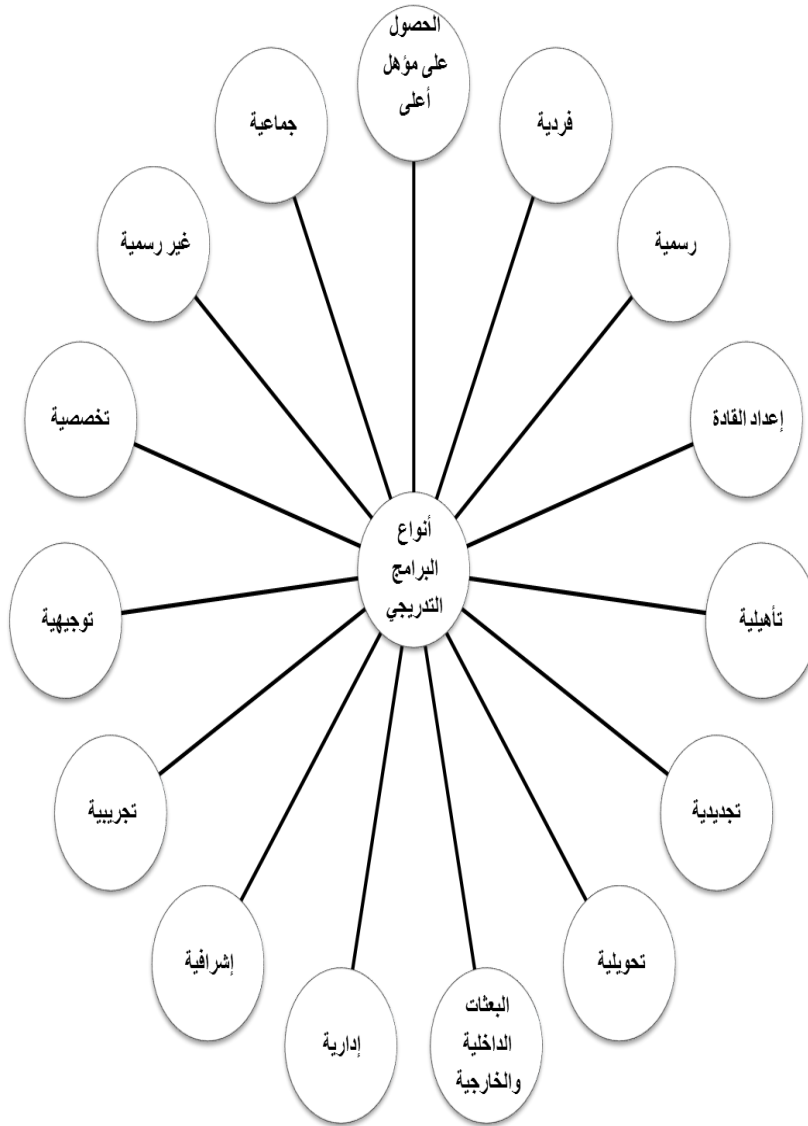 الحصول
على مؤهل
أعلى
فردية
رسمية
إعداد القادة
تأهيلية
تجديدية
تحويلية
البعثات
الداخلية
والخارجية
إدارية
إشرافية
تجريبية
توجيهية
تخصصية
غير رسمية
جماعية
أنواع
البرامج
التدريجي